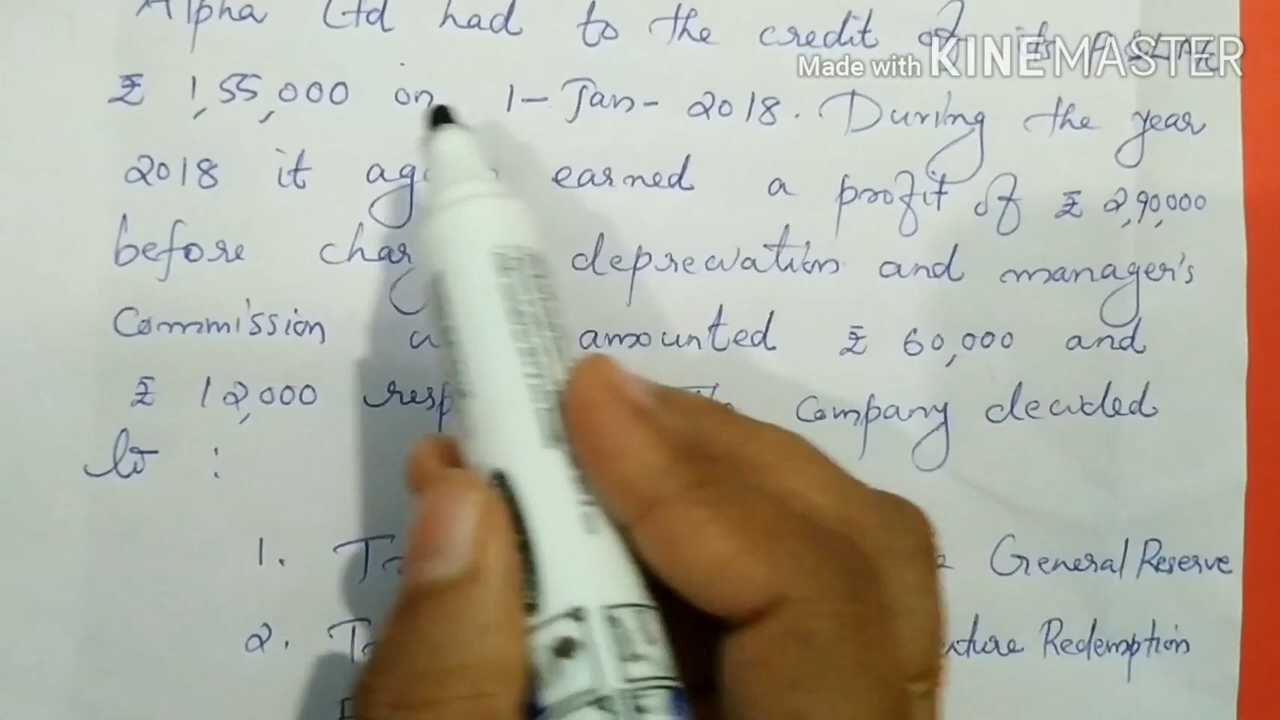 Alpha Ltd had to the credit of its P&L A/c
Made with KINEMASTER
₹ 1,55,000 on 1-Jan-2018. During the year
2018 it earned a profit of ₹ 2,90,000
before depreciation and manager's
Commission amounted ₹ 60,000 and
₹ 12,000 Company decided
to :
1. General Reserve
2. Redemption